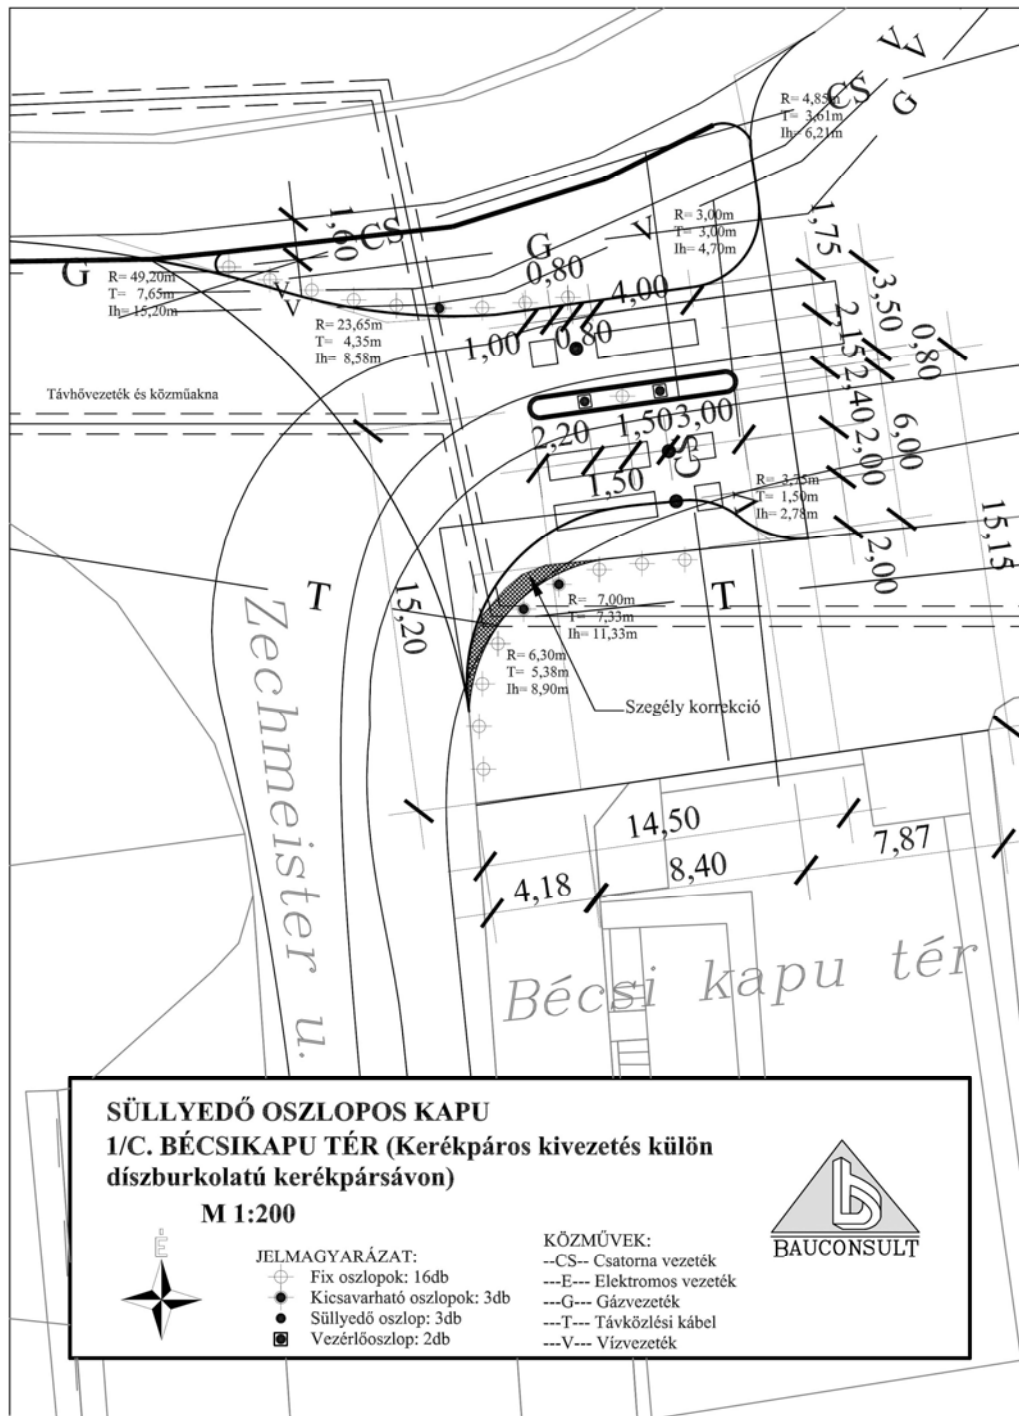 V
V
CS
G
R= 4,85m
T= 3,61m
Ih= 6,21m
1,60
CS
G
V
R= 3,00m
T= 3,00m
Ih= 4,70m
1,75
G
R= 49,20m
T= 7,65m
Ih= 15,20m
V
V
0,80
4,00
3,50
R= 23,65m
T= 4,35m
Ih= 8,58m
1,00
0,80
2,15
0,80
Távhővezeték és közműakna
2,40
2,20
1,50
3,00
6,00
2,00
CS
1,50
V
R= 3,75m
T= 1,50m
Ih= 2,78m
15,15
2,00
T
15,20
R= 7,00m
T= 7,33m
Ih= 11,33m
T
R= 6,30m
T= 5,38m
Ih= 8,90m
Szegély korrekció
Zechmeister u.
14,50
7,87
8,40
4,18
Bécsi kapu tér
SÜLLYEDŐ OSZLOPOS KAPU
1/C. BÉCSIKAPU TÉR (Kerékpáros kivezetés külön
díszburkolatú kerékpársávon)
M 1:200
É
JELMAGYARÁZAT:
Fix oszlopok: 16db
Kicsavarható oszlopok: 3db
Süllyedő oszlop: 3db
Vezérlőoszlop: 2db
KÖZMŰVEK:
--CS-- Csatorna vezeték
---E--- Elektromos vezeték
---G--- Gázvezeték
---T--- Távközlési kábel
---V--- Vízvezeték
BAUCONSULT